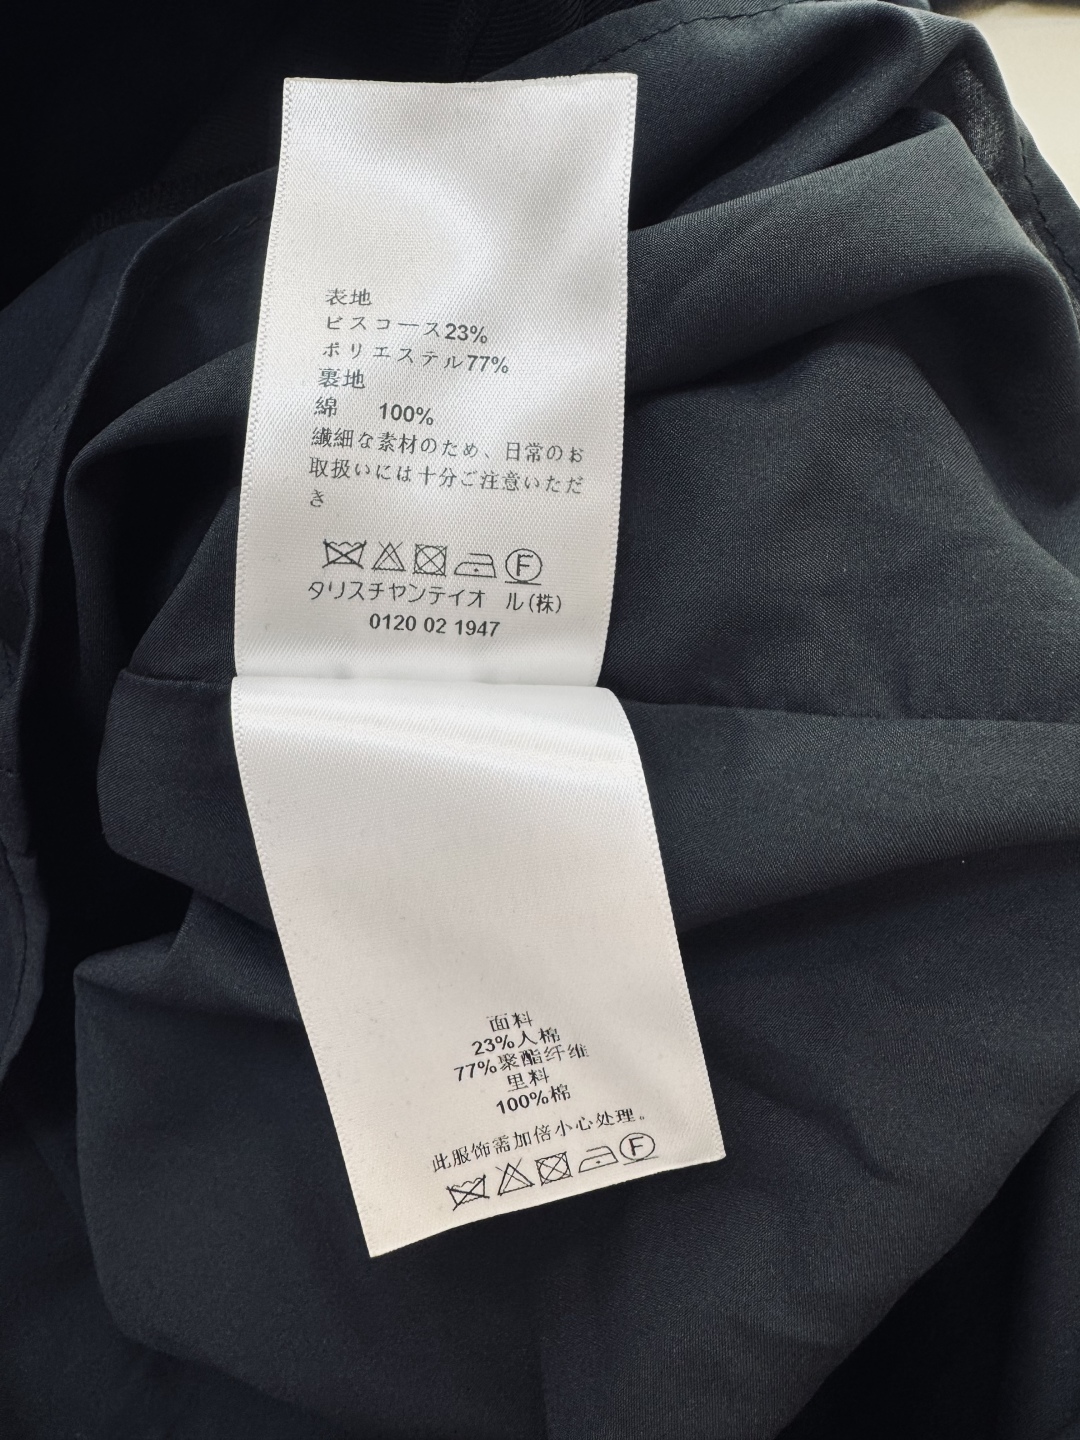 表地
ビスコース23%
ポリエステル77%
裏地
綿 100%
繊細な素材のため、日常のお
取扱いには十分ご注意いただ
き
F
タリスチヤンテイオ ル(株)
0120 02 1947
面料
23%人棉
77%聚酯纤维
里料
100%棉
此服饰需加倍小心处理。
F